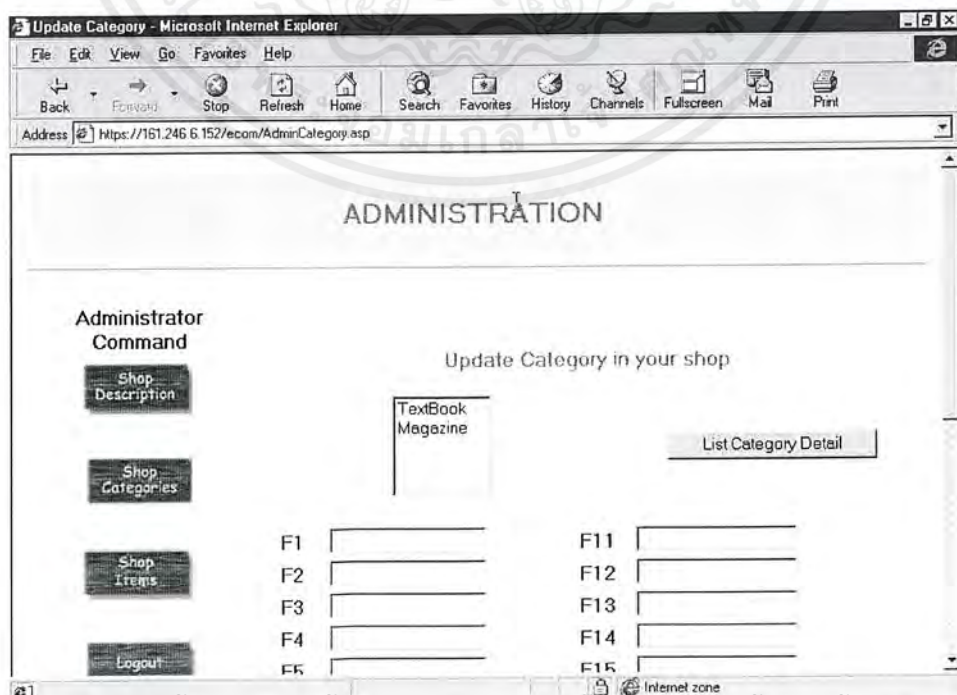 Update Category - Microsoft Internet Explorer
File Edit View Go Favorites Help
Back Forward Stop Refresh Home Search Favorites History Channels Fullscreen Mail Print
Address https://161.246.6.152/ecom/AdminCategory.asp
ADMINISTRATION
Administrator
Command
Update Category in your shop
Shop
Description
TextBook
Magazine
List Category Detail
Shop
Categories
F1 F11
Shop
Items
F2 F12
F3 F13
F4 F14
Logout
F5 F15
Internet zone